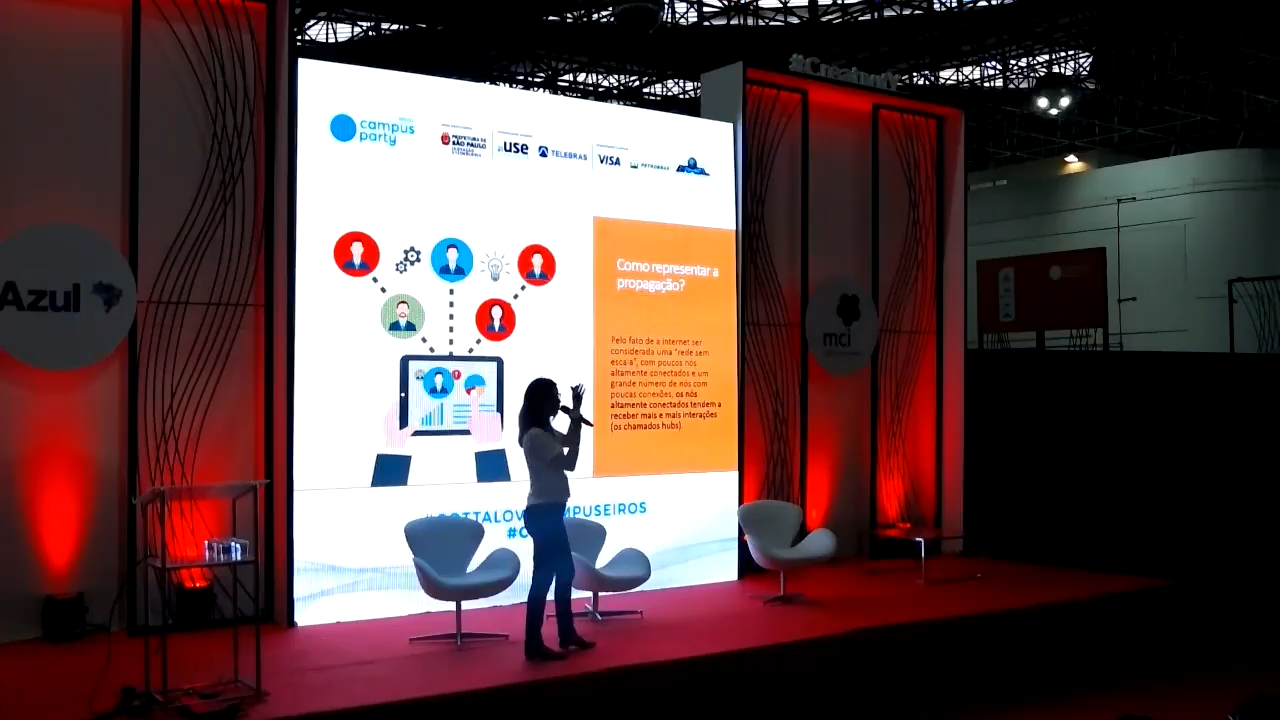 #Creativity
campus
party
PREFEITURA DE
SÃO PAULO
use
TELEBRAS
VISA
PETROBRAS
Azul
mci
Como representar a
propagação?
Pelo fato de a internet ser
considerada uma "rede sem
escala", com poucos nós
altamente conectados e um
grande número de nós com
poucas conexões, os nós
altamente conectados tendem a
receber mais e mais interações
(os chamados hubs).